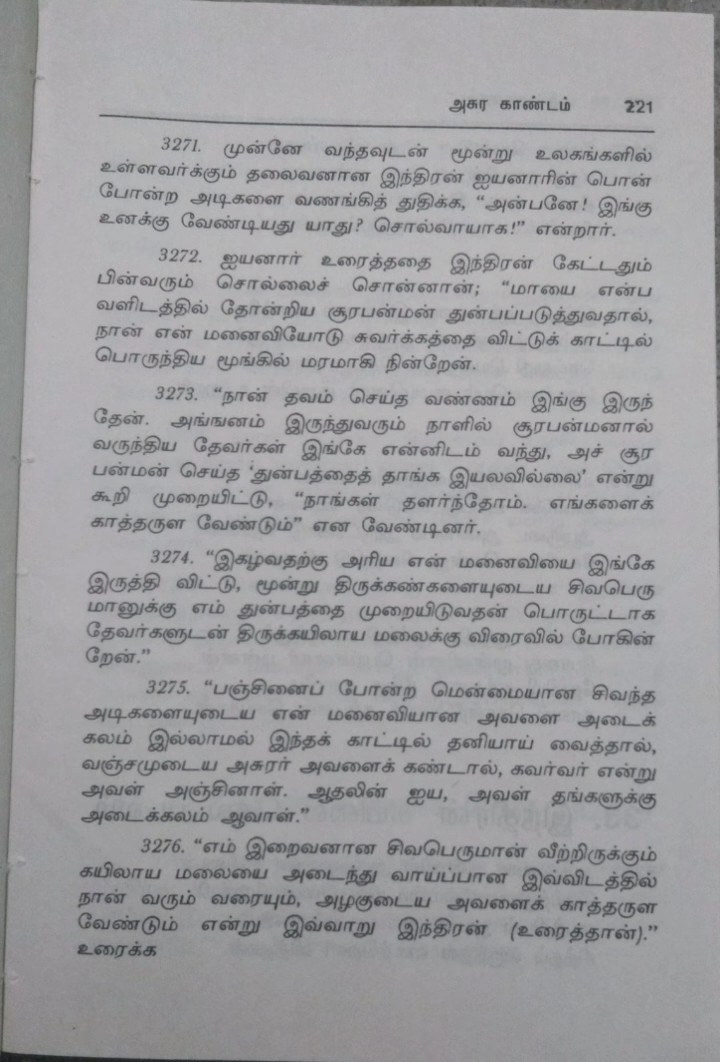 அசுர காண்டம் 221
3271. முன்னே வந்தவுடன் மூன்று உலகங்களில்
உள்ளவர்க்கும் தலைவனான இந்திரன் ஐயனாரின் பொன்
போன்ற அடிகளை வணங்கித் துதிக்க, “அன்பனே! இங்கு
உனக்கு வேண்டியது யாது? சொல்வாயாக!” என்றார்.
3272. ஐயனார் உரைத்ததை இந்திரன் கேட்டதும்
பின்வரும் சொல்லைச் சொன்னான்; “மாயை என்ப
வளிடத்தில் தோன்றிய சூரபன்மன் துன்பப்படுத்துவதால்,
நான் என் மனைவியோடு சுவர்க்கத்தை விட்டுக் காட்டில்
பொருந்திய மூங்கில் மரமாகி நின்றேன்.
3273. “நான் தவம் செய்த வண்ணம் இங்கு இருந்
தேன். அங்ஙனம் இருந்துவரும் நாளில் சூரபன்மனால்
வருந்திய தேவர்கள் இங்கே என்னிடம் வந்து, அச் சூர
பன்மன் செய்த ‘துன்பத்தைத் தாங்க இயலவில்லை’ என்று
கூறி முறையிட்டு, “நாங்கள் தளர்ந்தோம். எங்களைக்
காத்தருள வேண்டும்” என வேண்டினர்.
3274. “இகழ்வதற்கு அரிய என் மனைவியை இங்கே
இருத்தி விட்டு, மூன்று திருக்கண்களையுடைய சிவபெரு
மானுக்கு எம் துன்பத்தை முறையிடுவதன் பொருட்டாக
தேவர்களுடன் திருக்கயிலாய மலைக்கு விரைவில் போகின்
றேன்.”
3275. “பஞ்சினைப் போன்ற மென்மையான சிவந்த
அடிகளையுடைய என் மனைவியான அவளை அடைக்
கலம் இல்லாமல் இந்தக் காட்டில் தனியாய் வைத்தால்,
வஞ்சமுடைய அசுரர் அவளைக் கண்டால், கவர்வர் என்று
அவள் அஞ்சினாள். ஆதலின் ஐய, அவள் தங்களுக்கு
அடைக்கலம் ஆவாள்.”
3276. “எம் இறைவனான சிவபெருமான் வீற்றிருக்கும்
கயிலாய மலையை அடைந்து வாய்ப்பான இவ்விடத்தில்
நான் வரும் வரையும், அழகுடைய அவளைக் காத்தருள
வேண்டும் என்று இவ்வாறு இந்திரன் (உரைத்தான்).”
உரைக்க